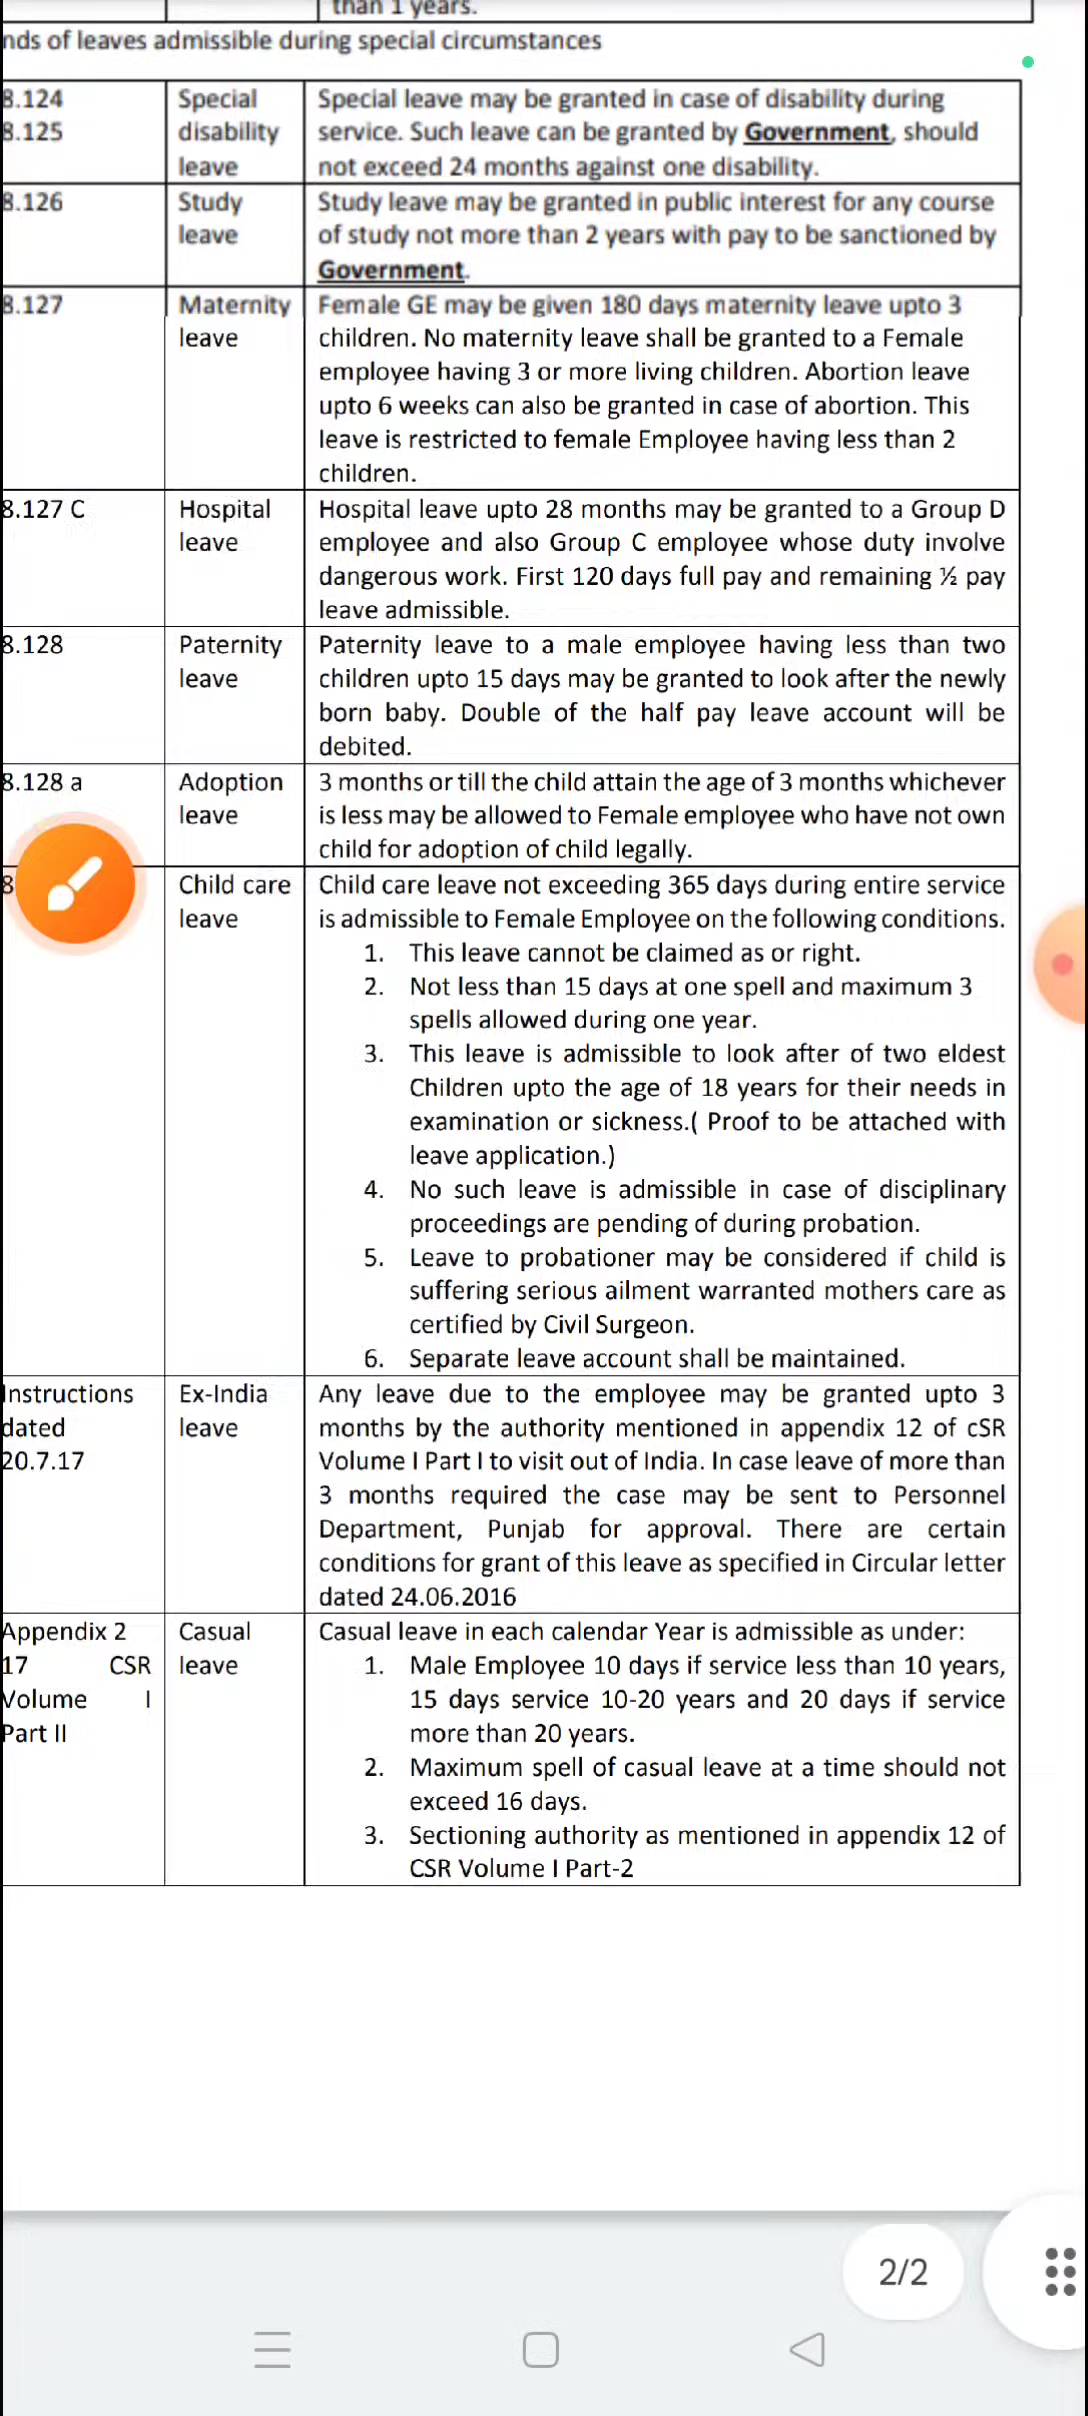 than 1 years.
nds of leaves admissible during special circumstances
8.124
8.125
Special
disability
leave
Special leave may be granted in case of disability during
service. Such leave can be granted by Government, should
not exceed 24 months against one disability.
8.126
Study
leave
Study leave may be granted in public interest for any course
of study not more than 2 years with pay to be sanctioned by
Government.
8.127
Maternity
leave
Female GE may be given 180 days maternity leave upto 3
children. No maternity leave shall be granted to a Female
employee having 3 or more living children. Abortion leave
upto 6 weeks can also be granted in case of abortion. This
leave is restricted to female Employee having less than 2
children.
8.127 C
Hospital
leave
Hospital leave upto 28 months may be granted to a Group D
employee and also Group C employee whose duty involve
dangerous work. First 120 days full pay and remaining ½ pay
leave admissible.
8.128
Paternity
leave
Paternity leave to a male employee having less than two
children upto 15 days may be granted to look after the newly
born baby. Double of the half pay leave account will be
debited.
8.128 a
Adoption
leave
3 months or till the child attain the age of 3 months whichever
is less may be allowed to Female employee who have not own
child for adoption of child legally.
8
Child care
leave
Child care leave not exceeding 365 days during entire service
is admissible to Female Employee on the following conditions.
1. This leave cannot be claimed as or right.
2. Not less than 15 days at one spell and maximum 3
spells allowed during one year.
3. This leave is admissible to look after of two eldest
Children upto the age of 18 years for their needs in
examination or sickness.( Proof to be attached with
leave application.)
4. No such leave is admissible in case of disciplinary
proceedings are pending of during probation.
5. Leave to probationer may be considered if child is
suffering serious ailment warranted mothers care as
certified by Civil Surgeon.
6. Separate leave account shall be maintained.
Instructions
dated
20.7.17
Ex-India
leave
Any leave due to the employee may be granted upto 3
months by the authority mentioned in appendix 12 of cSR
Volume I Part I to visit out of India. In case leave of more than
3 months required the case may be sent to Personnel
Department, Punjab for approval. There are certain
conditions for grant of this leave as specified in Circular letter
dated 24.06.2016
Appendix 2
17 CSR
Volume I
Part II
Casual
leave
Casual leave in each calendar Year is admissible as under:
1. Male Employee 10 days if service less than 10 years,
15 days service 10-20 years and 20 days if service
more than 20 years.
2. Maximum spell of casual leave at a time should not
exceed 16 days.
3. Sectioning authority as mentioned in appendix 12 of
CSR Volume I Part-2
2/2